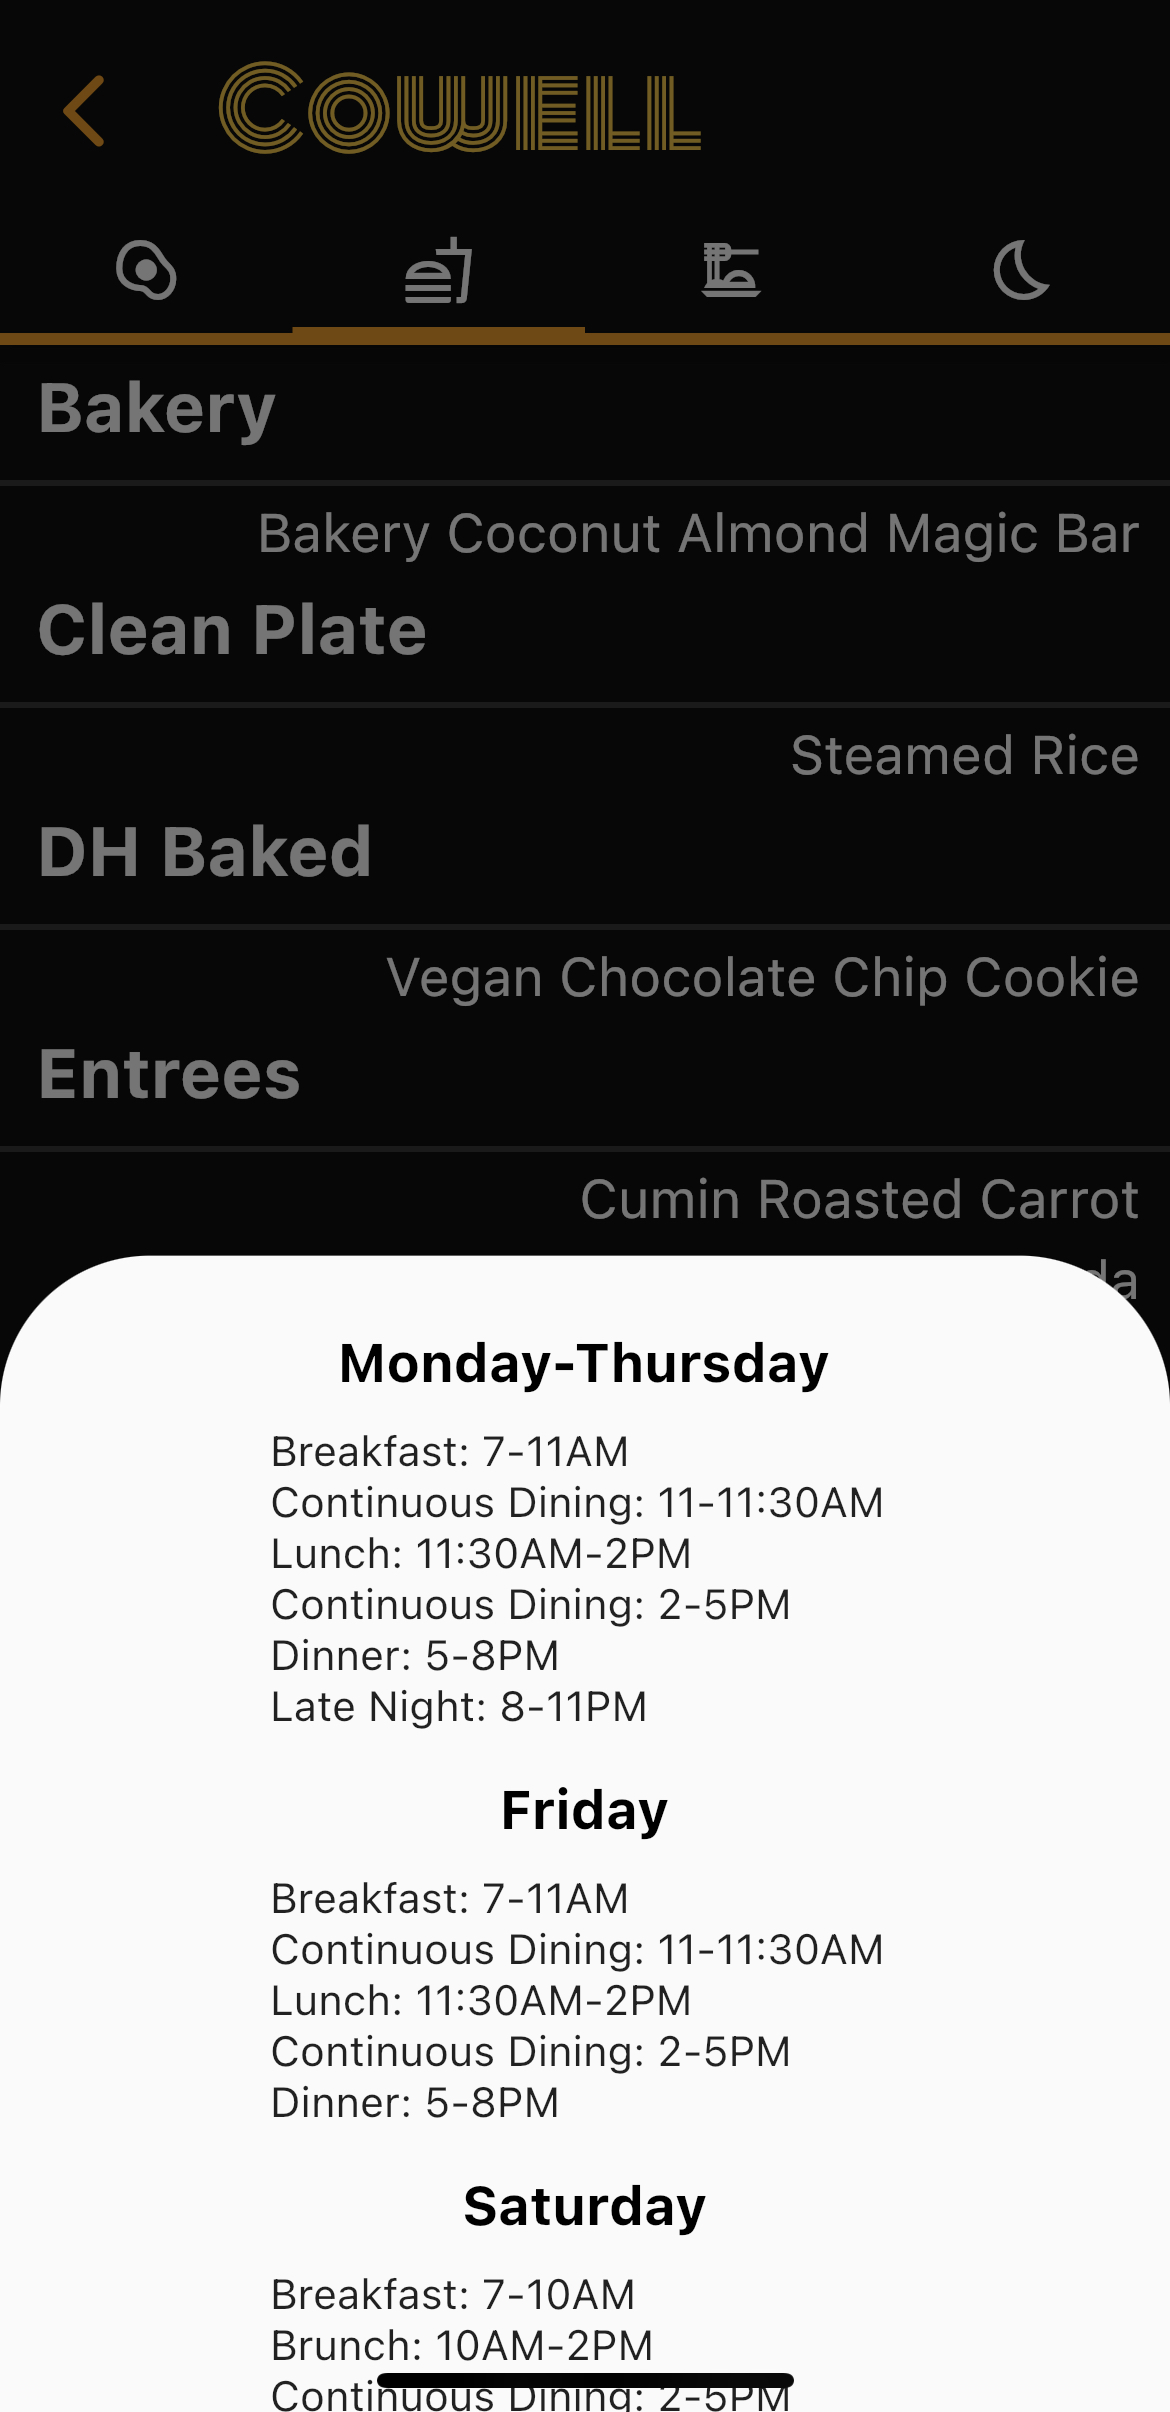 COWELL
Bakery
Bakery Coconut Almond Magic Bar
Clean Plate
Steamed Rice
DH Baked
Vegan Chocolate Chip Cookie
Entrees
Cumin Roasted Carrot
Monday-Thursday
Breakfast: 7-11AM
Continuous Dining: 11-11:30AM
Lunch: 11:30AM-2PM
Continuous Dining: 2-5PM
Dinner: 5-8PM
Late Night: 8-11PM
Friday
Breakfast: 7-11AM
Continuous Dining: 11-11:30AM
Lunch: 11:30AM-2PM
Continuous Dining: 2-5PM
Dinner: 5-8PM
Saturday
Breakfast: 7-10AM
Brunch: 10AM-2PM
Continuous Dining: 2-5PM